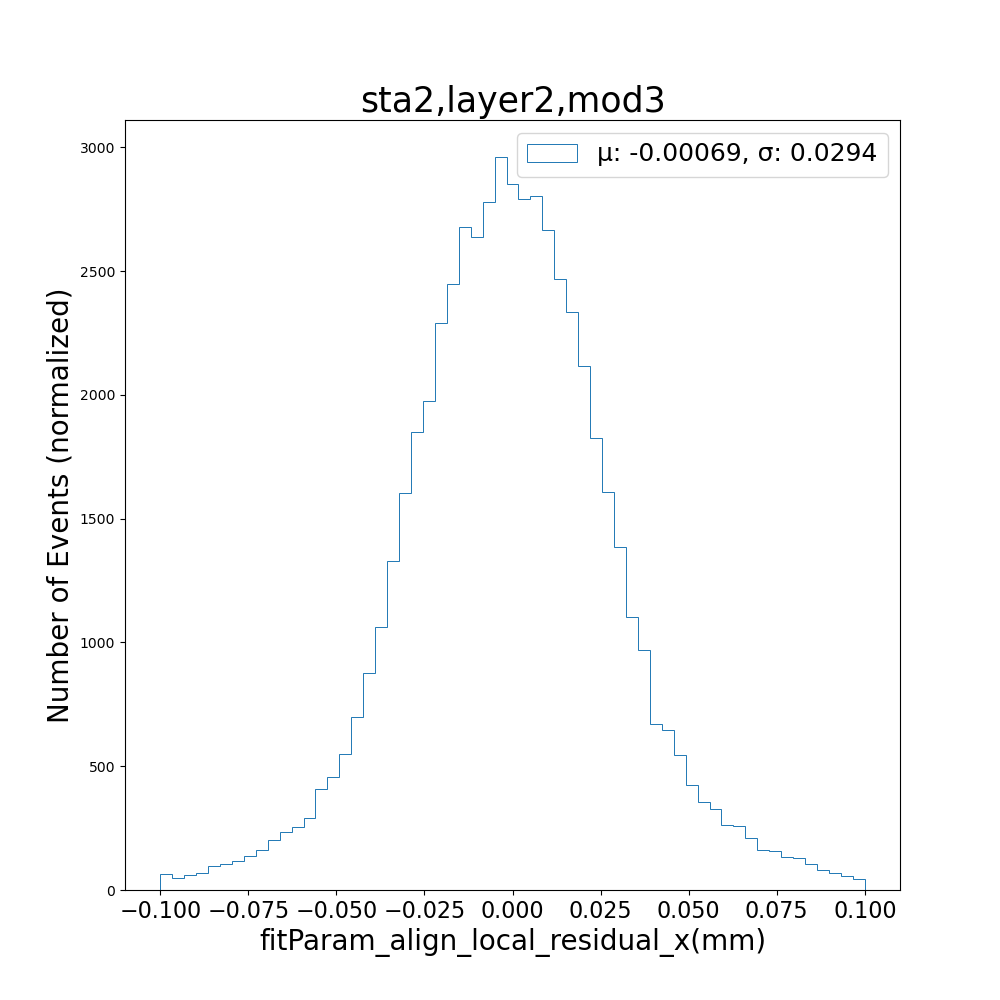 sta2,layer2,mod3
μ: -0.00069, σ: 0.0294
Number of Events (normalized)
3000
2500
2000
1500
1000
500
0
−0.100 −0.075 −0.050 −0.025 0.000 0.025 0.050 0.075 0.100
fitParam_align_local_residual_x(mm)